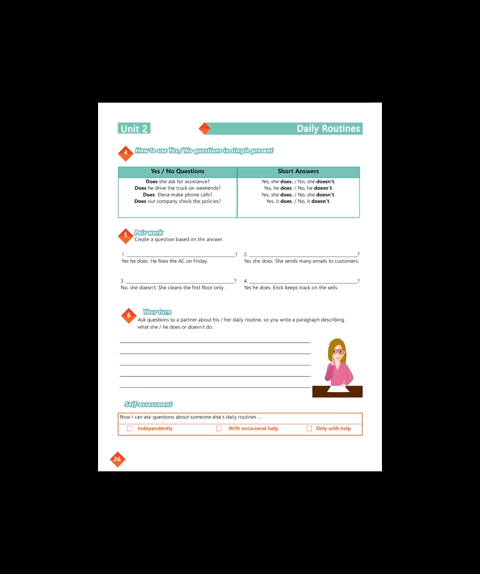 Unit 2
Daily Routines
4 How to use Yes / No questions in simple present
Yes / No Questions
Short Answers
Does she ask for assistance?
Yes, she does. / No, she doesn't.
Does he drive the truck on weekends?
Yes, he does. / No, he doesn't.
Does Elena make phone calls?
Yes, she does. / No, she doesn't.
Does our company check the policies?
Yes, it does. / No, it doesn't.
5 Pair work
Create a question based on the answer.
1. ?
Yes he does. He fixes the AC on Friday.
2. ?
Yes she does. She sends many emails to customers.
3. ?
No, she doesn't. She cleans the first floor only.
4. ?
Yes he does. Erick keeps track on the sells.
6 Your turn
Ask questions to a partner about his / her daily routine, so you write a paragraph describing
what she / he does or doesn't do.
Self-assessment
Now I can ask questions about someone else's daily routines ...
Independently
With occasional help
Only with help
26